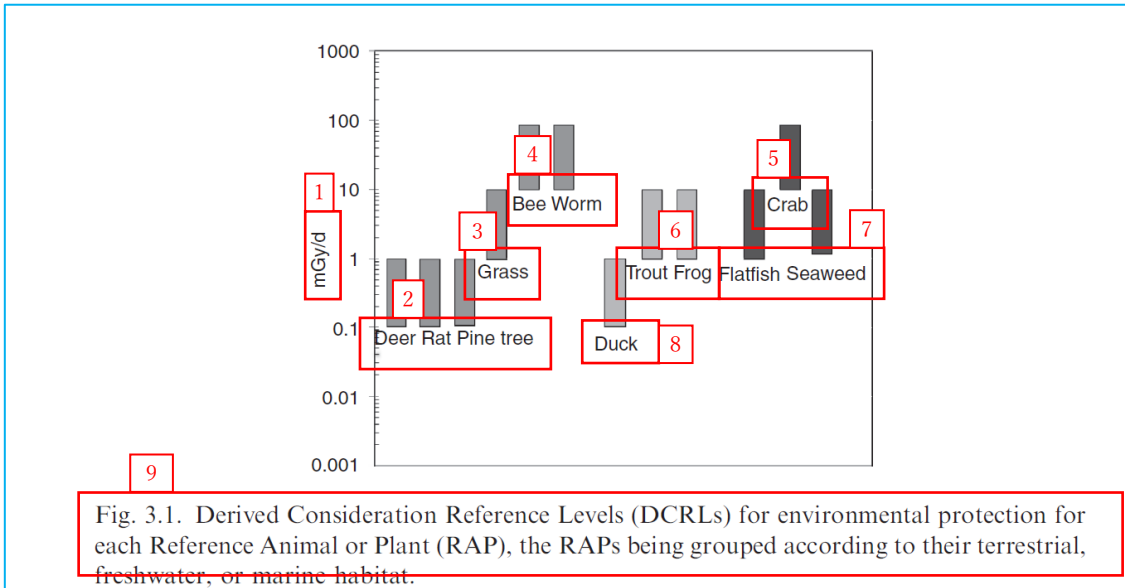 1000
100
4
5
1
10
Bee Worm
Crab
3
6
7
mGy/d
1
Grass
Trout Frog
Flatfish Seaweed
2
0.1
Deer Rat Pine tree
Duck
8
0.01
0.001
9
Fig. 3.1. Derived Consideration Reference Levels (DCRLs) for environmental protection for
each Reference Animal or Plant (RAP), the RAPs being grouped according to their terrestrial,
freshwater, or marine habitat.